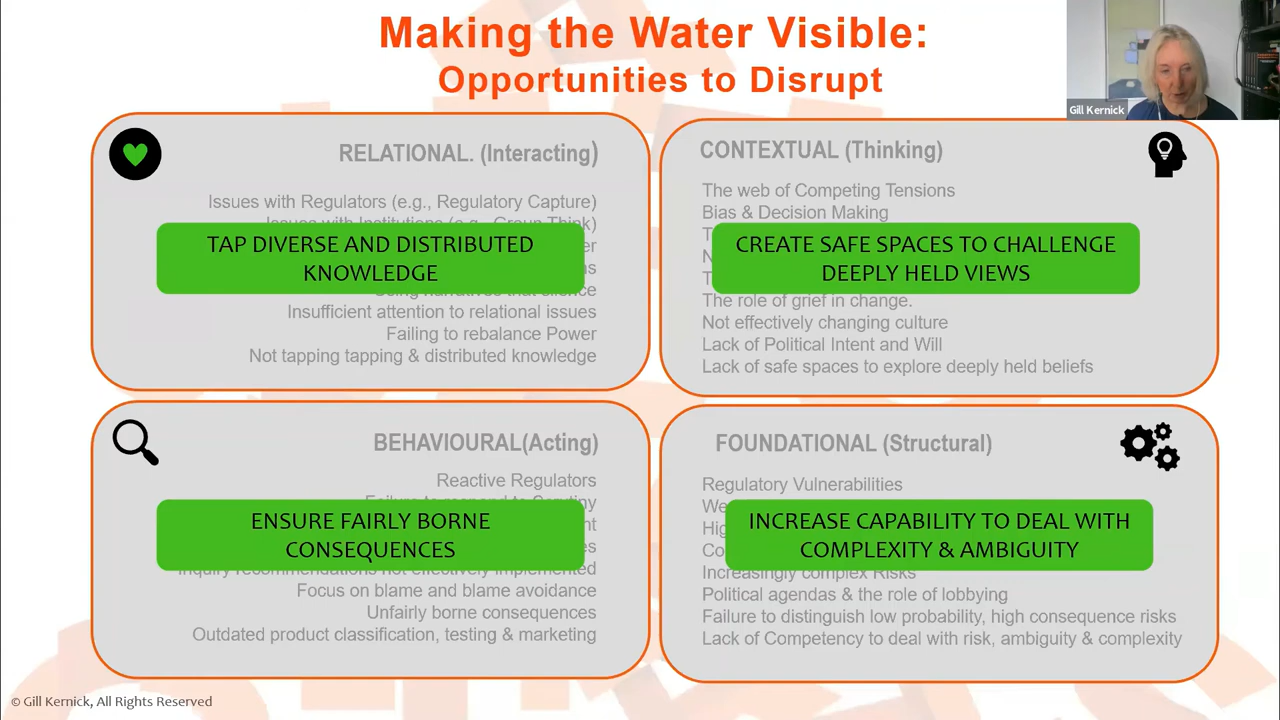 Making the Water Visible:
Opportunities to Disrupt
Gill Kernick
RELATIONAL. (Interacting)
Issues with Regulators (e.g., Regulatory Capture)
TAP DIVERSE AND DISTRIBUTED
KNOWLEDGE
Insufficient attention to relational issues
Failing to rebalance Power
Not tapping tapping & distributed knowledge
CONTEXTUAL (Thinking)
The web of Competing Tensions
Bias & Decision Making
CREATE SAFE SPACES TO CHALLENGE
DEEPLY HELD VIEWS
The role of grief in change.
Not effectively changing culture
Lack of Political Intent and Will
Lack of safe spaces to explore deeply held beliefs
BEHAVIOURAL(Acting)
Reactive Regulators
ENSURE FAIRLY BORNE
CONSEQUENCES
Inquiry recommendations not effectively implemented
Focus on blame and blame avoidance
Unfairly borne consequences
Outdated product classification, testing & marketing
FOUNDATIONAL (Structural)
Regulatory Vulnerabilities
INCREASE CAPABILITY TO DEAL WITH
COMPLEXITY & AMBIGUITY
Increasingly complex Risks
Political agendas & the role of lobbying
Failure to distinguish low probability, high consequence risks
Lack of Competency to deal with risk, ambiguity & complexity
© Gill Kernick, All Rights Reserved